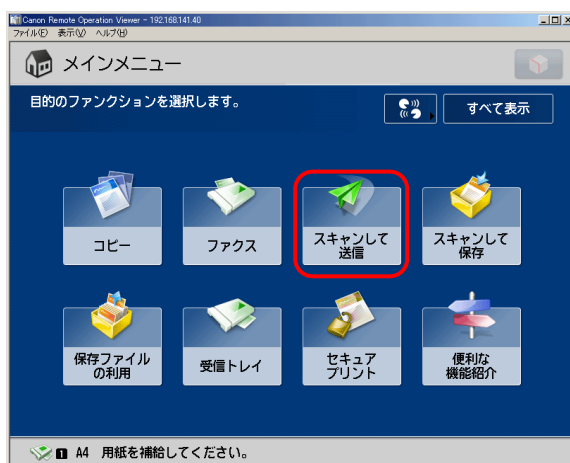 Canon Remote Operation Viewer - 192.168.141.40
ファイル(F) 表示(V) ヘルプ(H)
メインメニュー
目的のファンクションを選択します。
すべて表示
コピー
ファクス
スキャンして
送信
スキャンして
保存
保存ファイル
の利用
受信トレイ
セキュア
プリント
便利な
機能紹介
1 A4 用紙を補給してください。